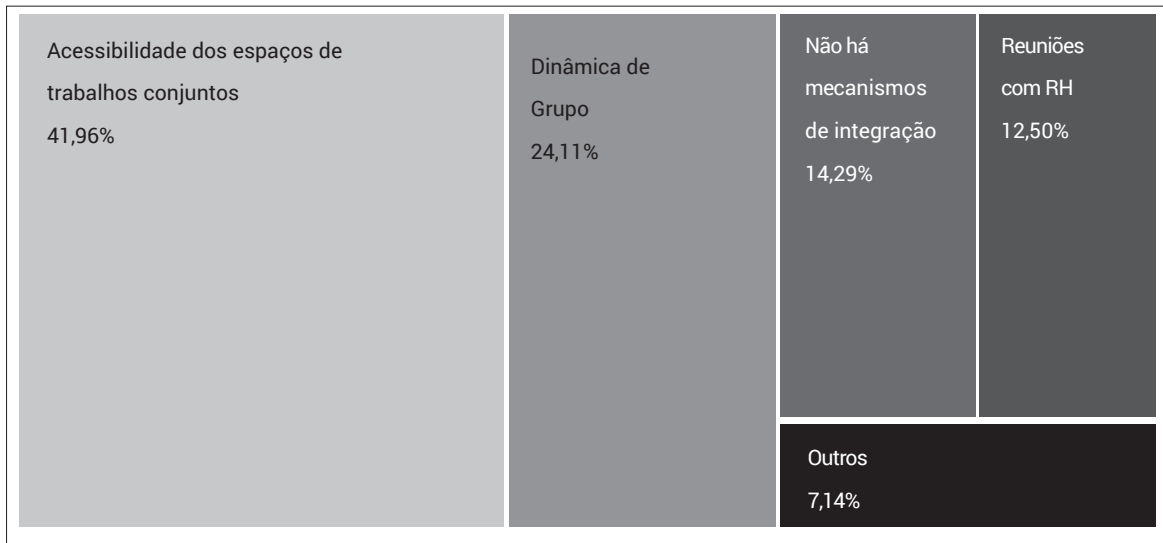 Acessibilidade dos espaços de
trabalhos conjuntos
41,96%
Dinâmica de
Grupo
24,11%
Não há
mecanismos
de integração
14,29%
Reuniões
com RH
12,50%
Outros
7,14%